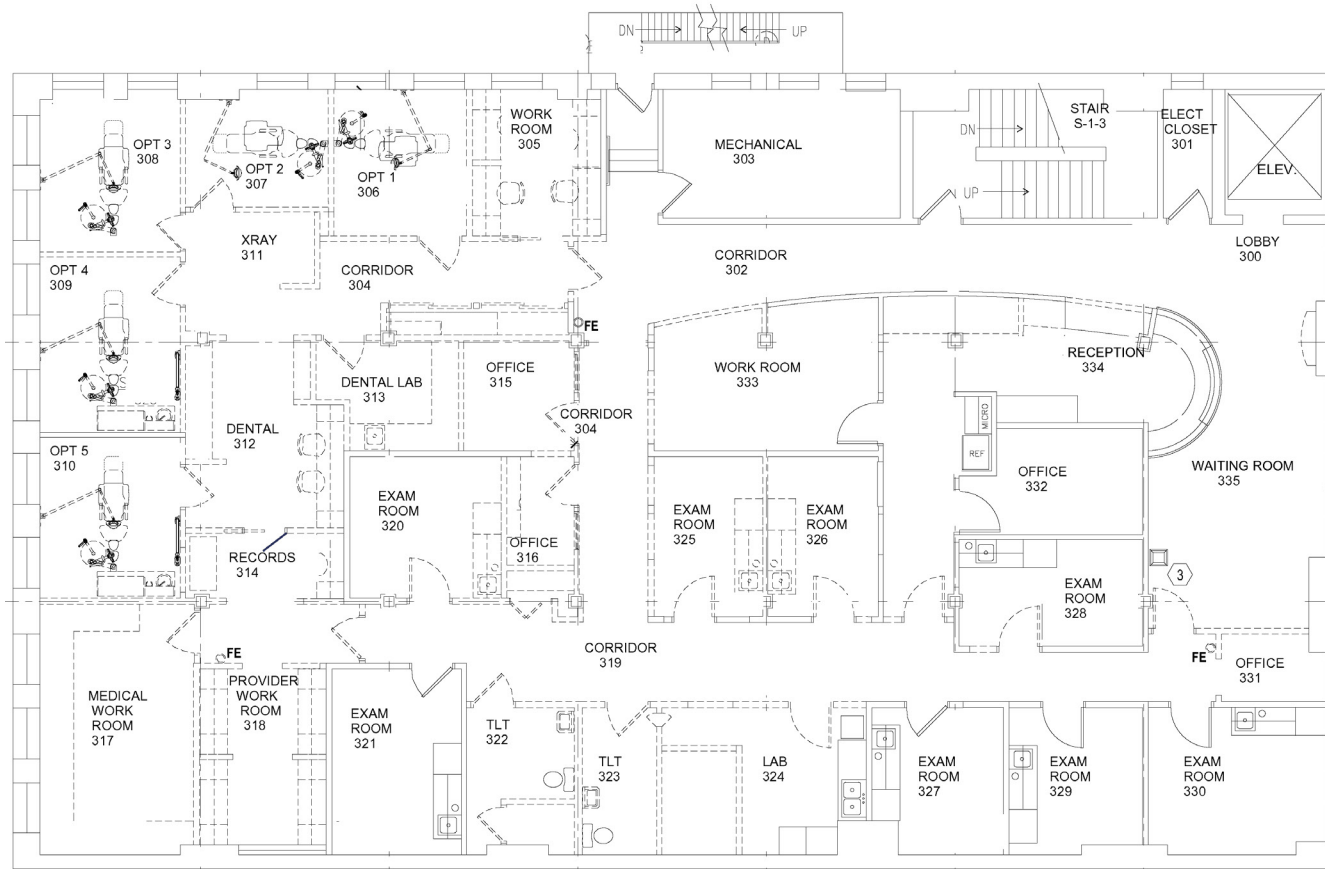 DN
UP
STAIR
S-1-3
DN
UP
ELECT
CLOSET
301
ELEV.
OPT 3
308
OPT 2
307
OPT 1
306
WORK
ROOM
305
MECHANICAL
303
XRAY
311
CORRIDOR
304
CORRIDOR
302
LOBBY
300
OPT 4
309
FE
DENTAL LAB
313
OFFICE
315
WORK ROOM
333
RECEPTION
334
CORRIDOR
304
MICRO
REF
DENTAL
312
OPT 5
310
OFFICE
332
WAITING ROOM
335
EXAM
ROOM
320
EXAM
ROOM
325
EXAM
ROOM
326
OFFICE
316
RECORDS
314
3
EXAM
ROOM
328
CORRIDOR
319
FE
FE
OFFICE
331
MEDICAL
WORK
ROOM
317
PROVIDER
WORK
ROOM
318
EXAM
ROOM
321
TLT
322
TLT
323
LAB
324
EXAM
ROOM
327
EXAM
ROOM
329
EXAM
ROOM
330